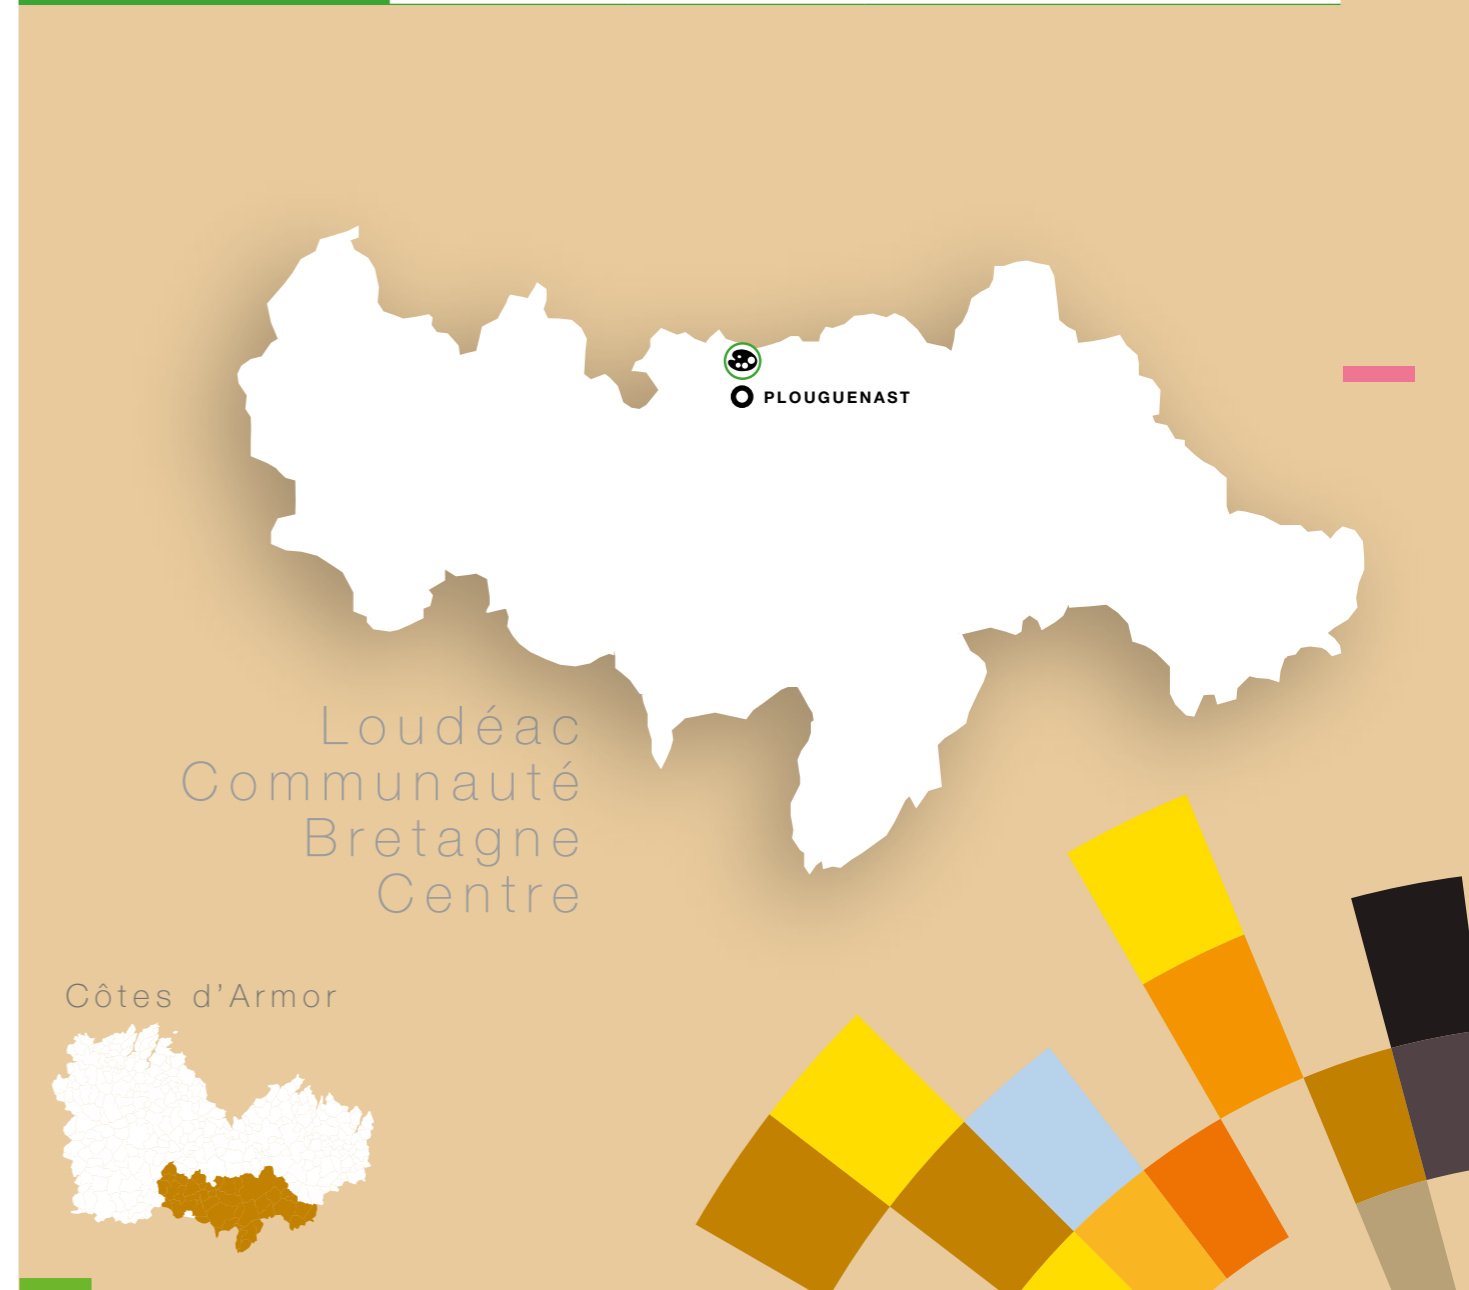 PLOUGUENAST
Loudéac
Communauté
Bretagne
Centre
Côtes d'Armor